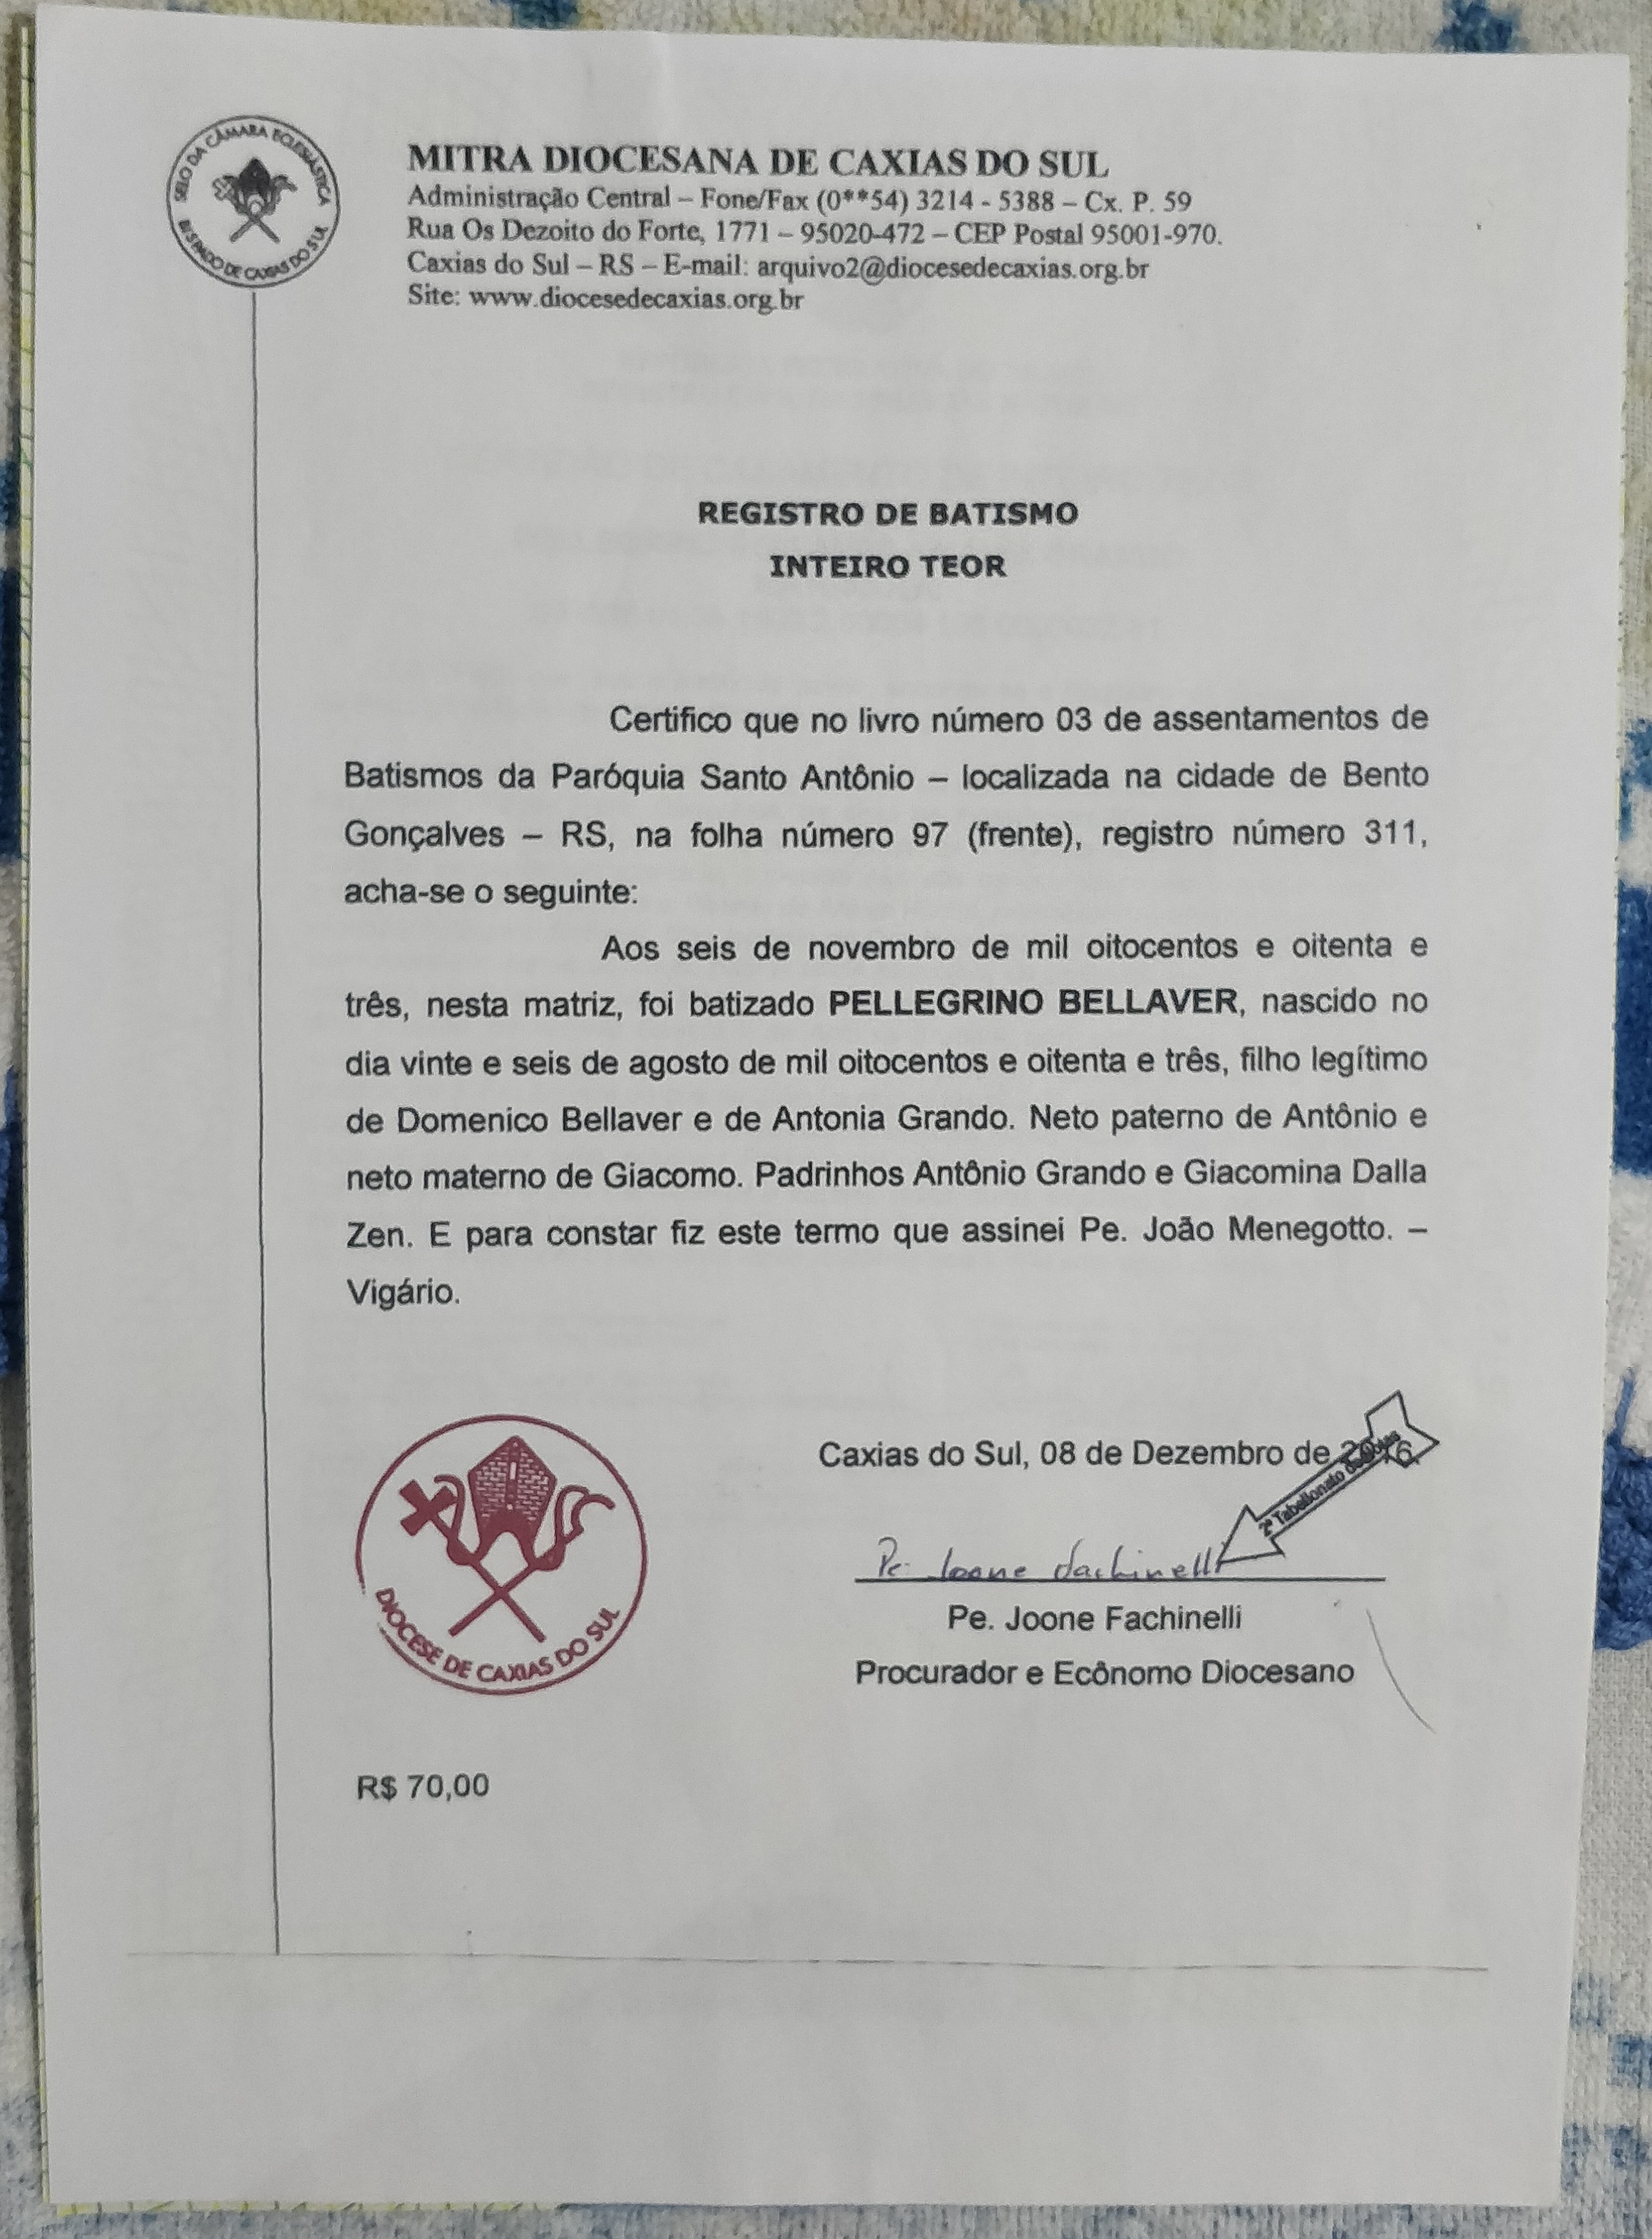 SELO DA CÂMARA ECLESIÁSTICA
BISPADO DE CAXIAS DO SUL
MITRA DIOCESANA DE CAXIAS DO SUL
Administração Central – Fone/Fax (0**54) 3214 - 5388 – Cx. P. 59
Rua Os Dezoito do Forte, 1771 – 95020-472 – CEP Postal 95001-970.
Caxias do Sul – RS – E-mail: arquivo2@diocesedecaxias.org.br
Site: www.diocesedecaxias.org.br
REGISTRO DE BATISMO
INTEIRO TEOR
Certifico que no livro número 03 de assentamentos de
Batismos da Paróquia Santo Antônio – localizada na cidade de Bento
Gonçalves – RS, na folha número 97 (frente), registro número 311,
acha-se o seguinte:
Aos seis de novembro de mil oitocentos e oitenta e
três, nesta matriz, foi batizado PELLEGRINO BELLAVER, nascido no
dia vinte e seis de agosto de mil oitocentos e oitenta e três, filho legítimo
de Domenico Bellaver e de Antonia Grando. Neto paterno de Antônio e
neto materno de Giacomo. Padrinhos Antônio Grando e Giacomina Dalla
Zen. E para constar fiz este termo que assinei Pe. João Menegotto. –
Vigário.
Caxias do Sul, 08 de Dezembro de 2016.
2º Tabelionato de Notas
Pe. Joone Fachinelli
Pe. Joone Fachinelli
Procurador e Ecônomo Diocesano
DIOCESE DE CAXIAS DO SUL
R$ 70,00